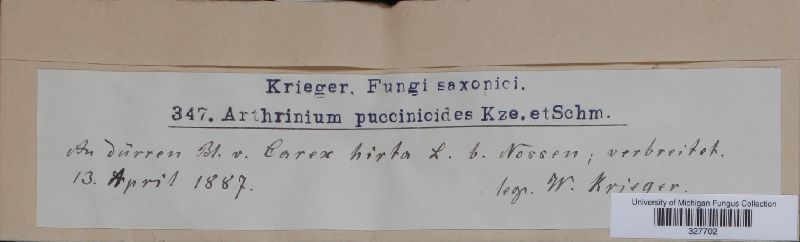 Krieger. Fungi saxonici.
347. Arthrinium puccinioides Kze. et Schm.
An dürren Bl. v. Carex hirta L. b. Nossen, verbreitet.
13. April 1887.
leg. W. Krieger.
University of Michigan Fungus Collection
327702